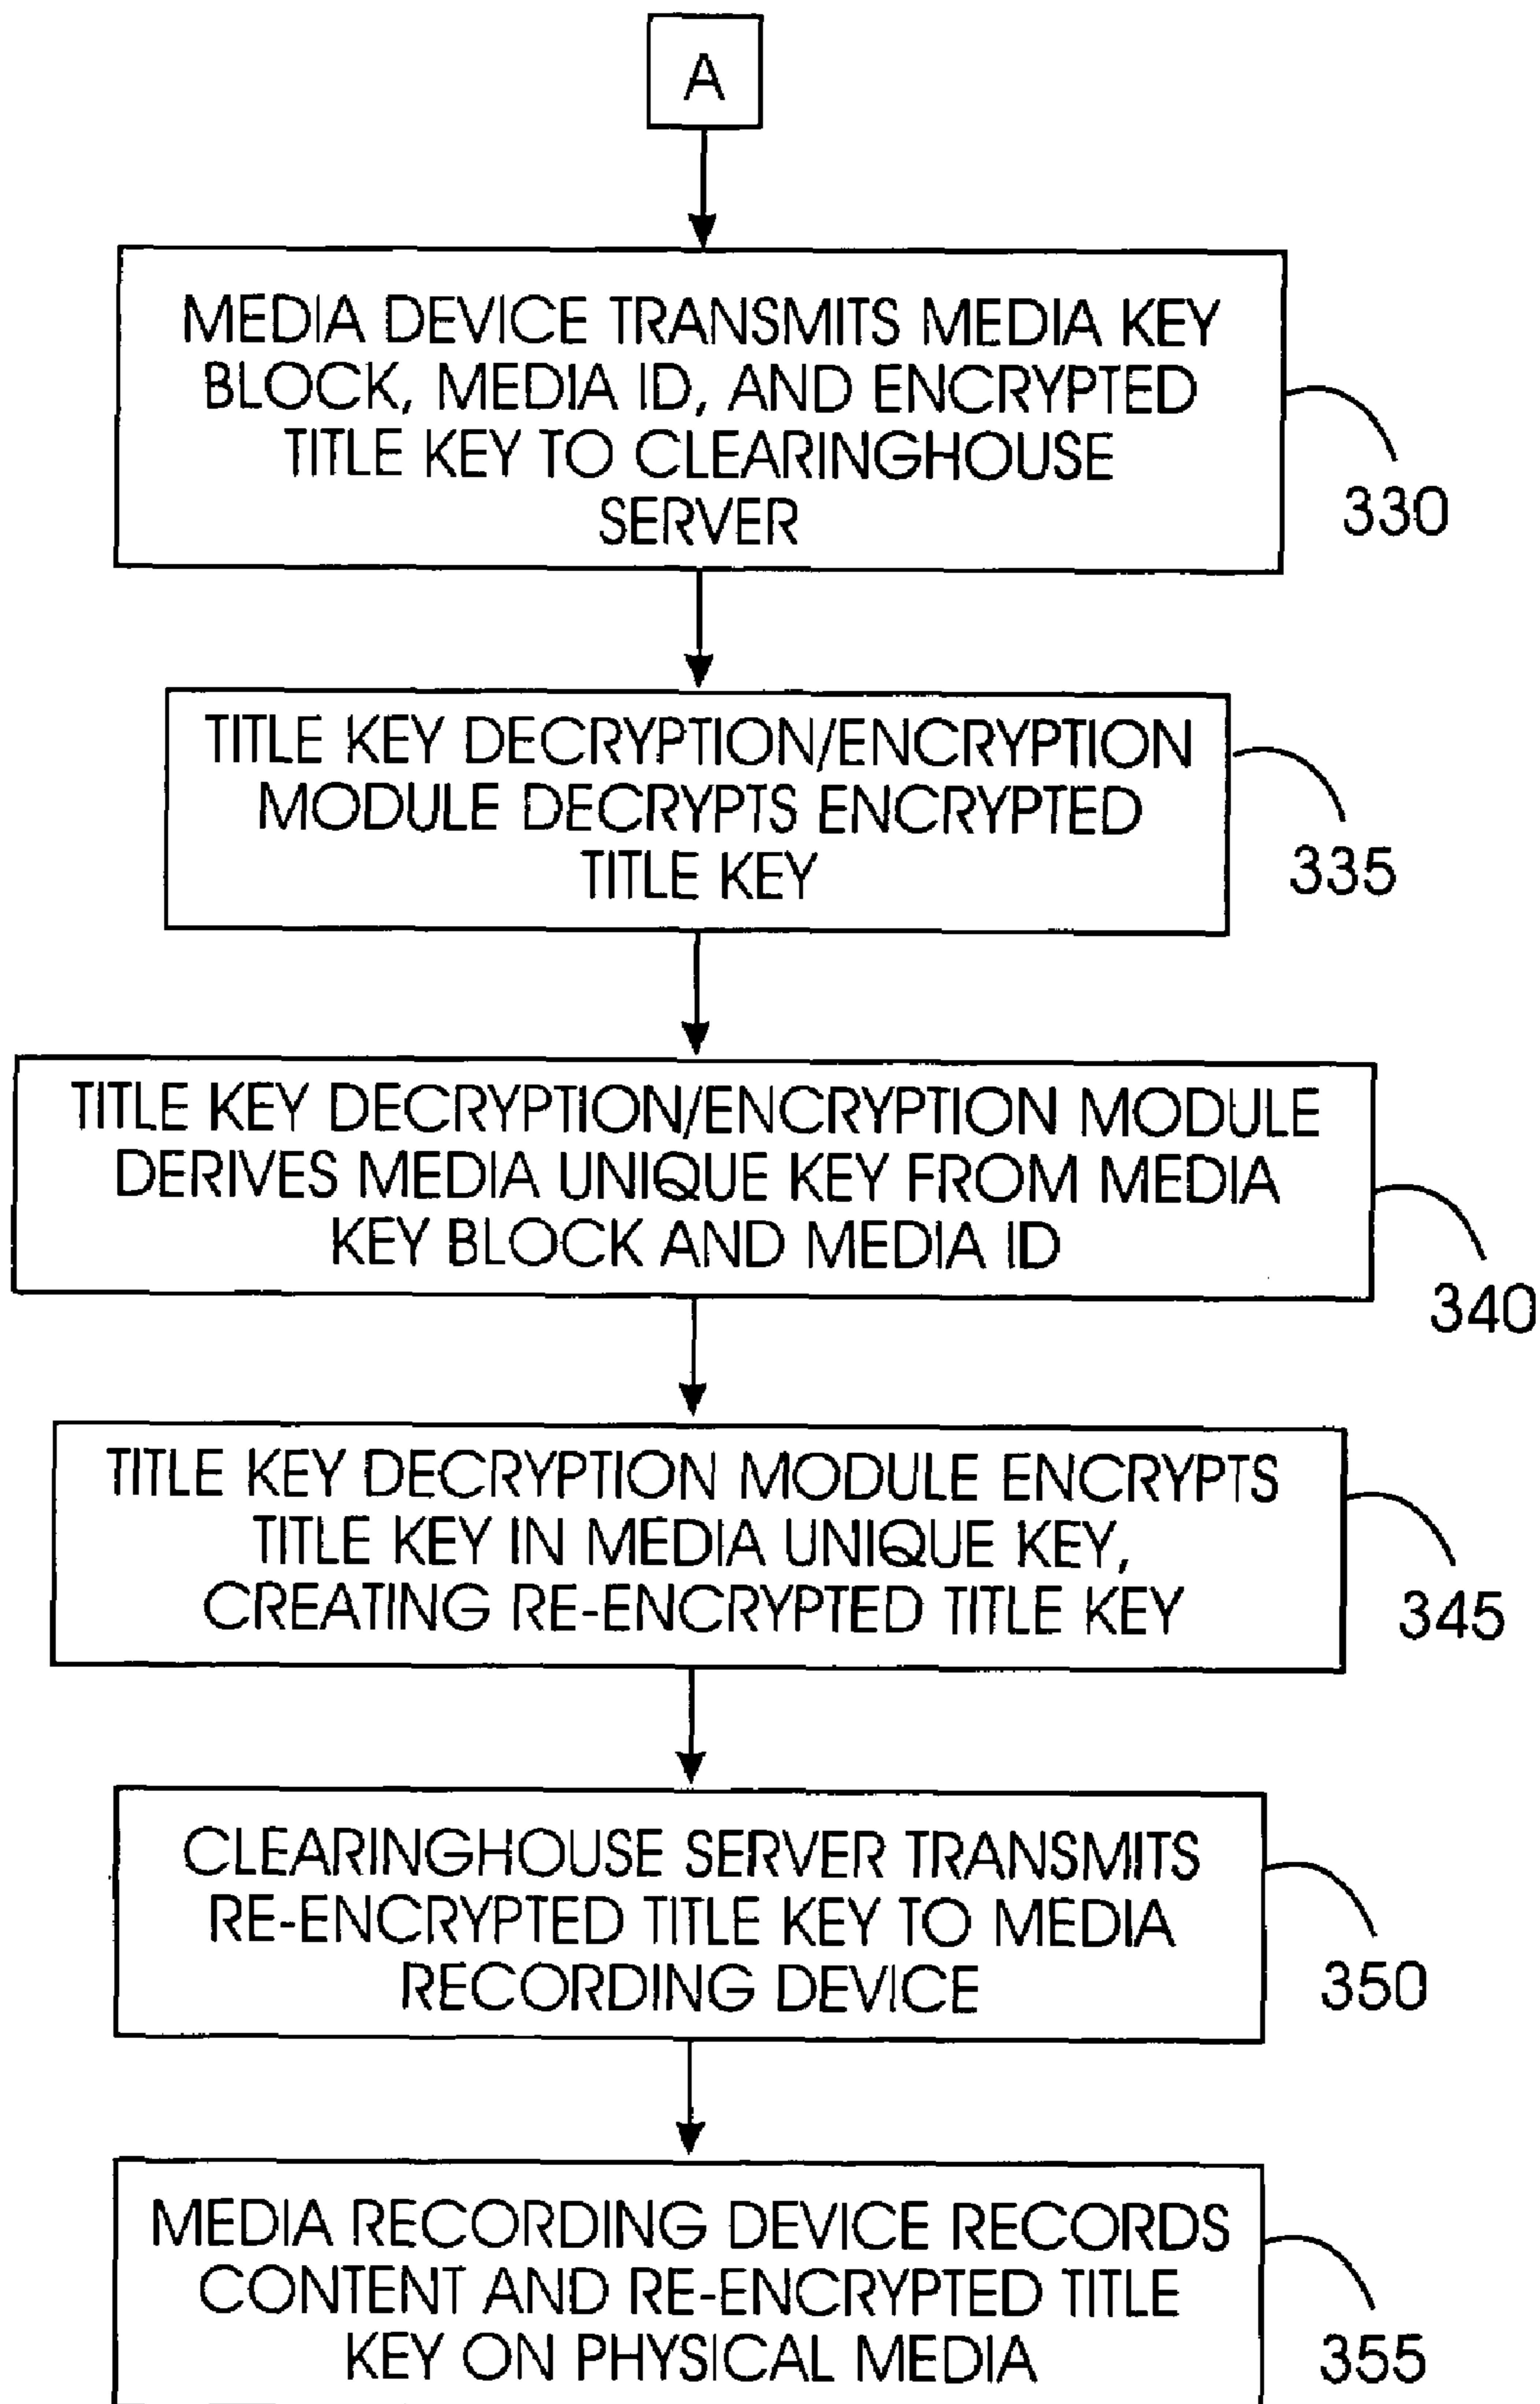 A
MEDIA DEVICE TRANSMITS MEDIA KEY
BLOCK, MEDIA ID, AND ENCRYPTED
TITLE KEY TO CLEARINGHOUSE
SERVER
330
TITLE KEY DECRYPTION/ENCRYPTION
MODULE DECRYPTS ENCRYPTED
TITLE KEY
335
TITLE KEY DECRYPTION/ENCRYPTION MODULE
DERIVES MEDIA UNIQUE KEY FROM MEDIA
KEY BLOCK AND MEDIA ID
340
TITLE KEY DECRYPTION MODULE ENCRYPTS
TITLE KEY IN MEDIA UNIQUE KEY,
CREATING RE-ENCRYPTED TITLE KEY
345
CLEARINGHOUSE SERVER TRANSMITS
RE-ENCRYPTED TITLE KEY TO MEDIA
RECORDING DEVICE
350
MEDIA RECORDING DEVICE RECORDS
CONTENT AND RE-ENCRYPTED TITLE
KEY ON PHYSICAL MEDIA
355